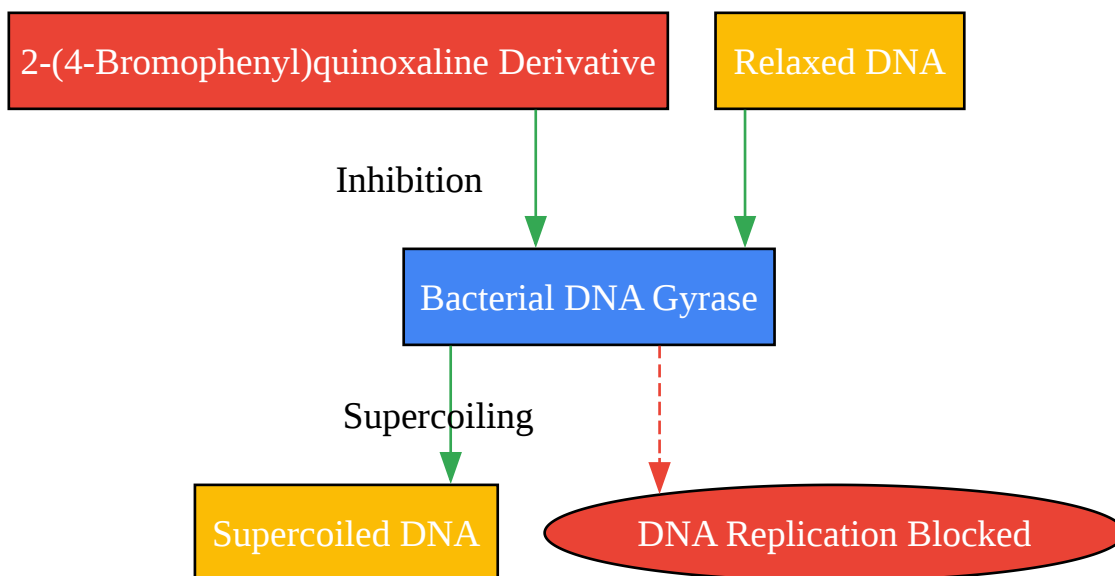 2-(4-Bromophenyl)quinoxaline Derivative
Relaxed DNA
Inhibition
Bacterial DNA Gyrase
Supercoiling
Supercoiled DNA
DNA Replication Blocked